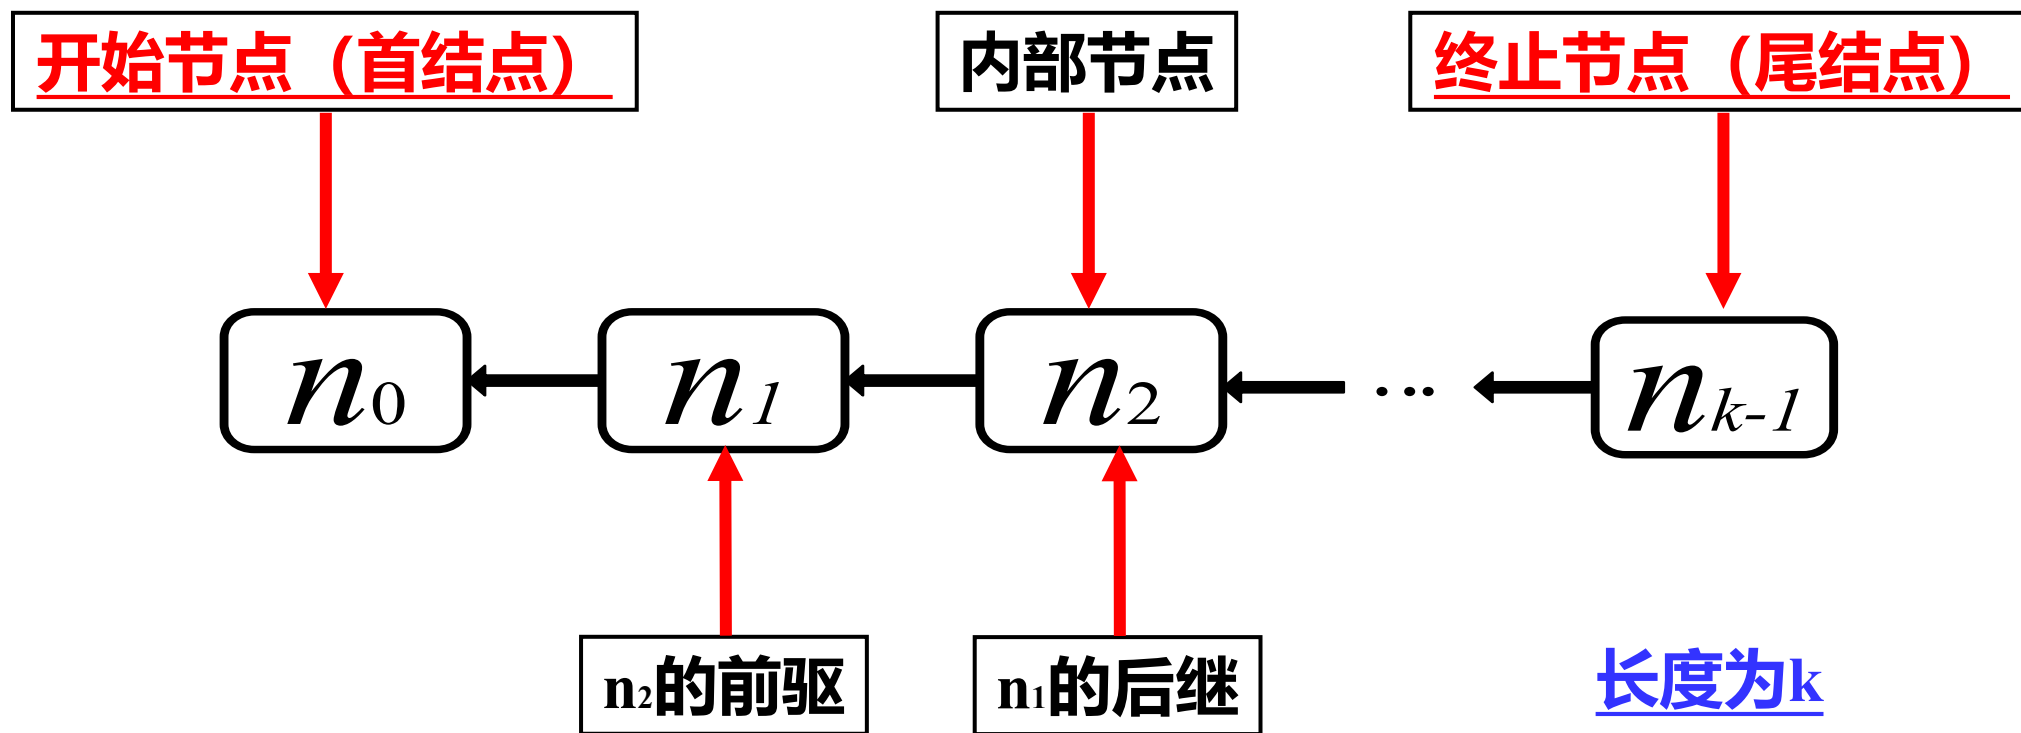 开始节点（首结点）
内部节点
终止节点（尾结点）
n0
n1
n2
…
nk-1
n2的前驱
n1的后继
长度为k